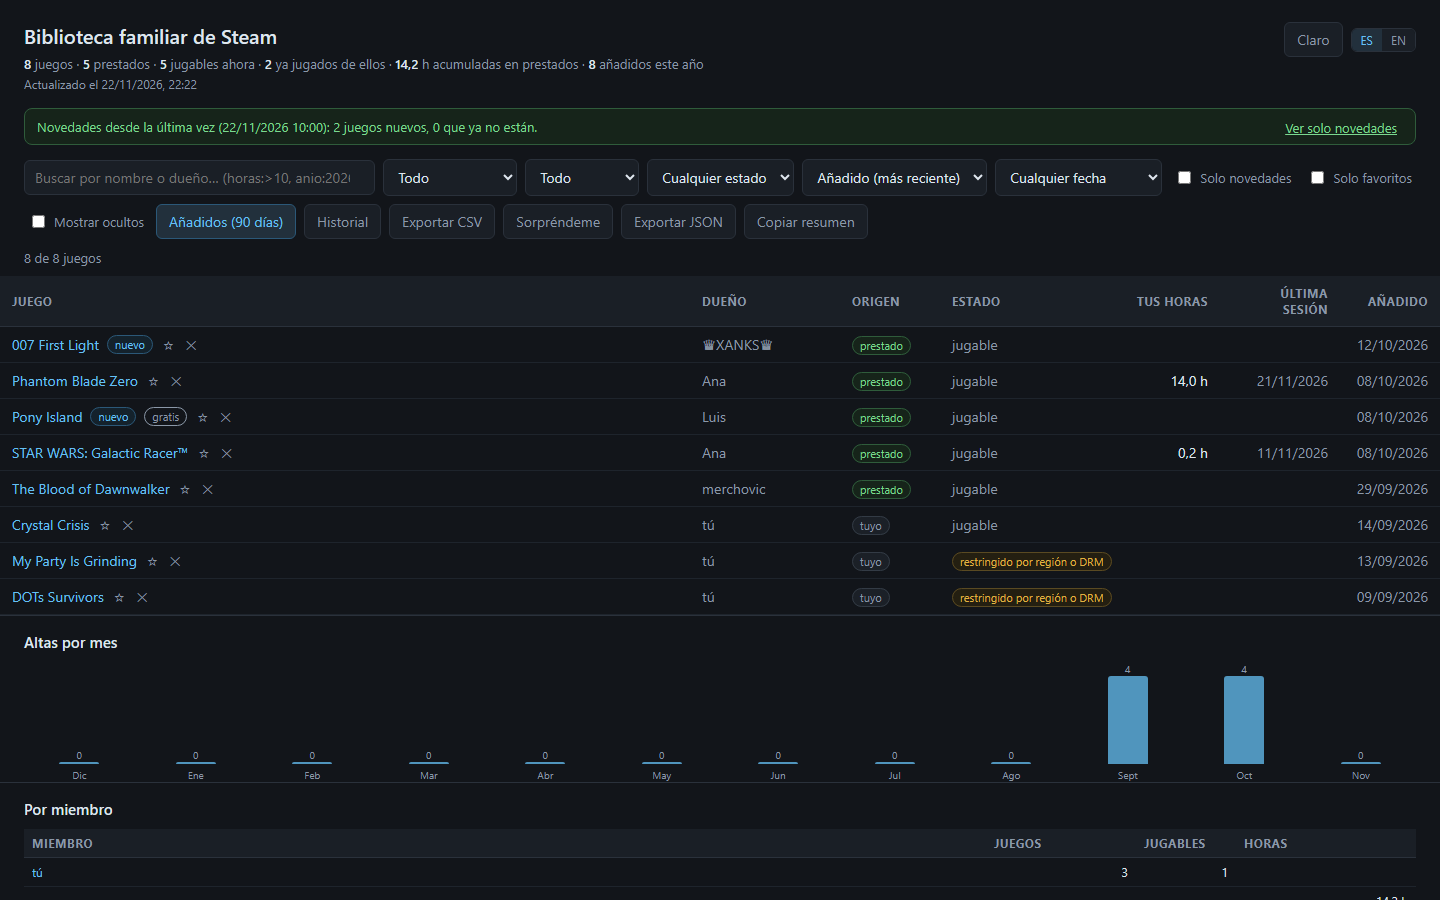 Biblioteca familiar de Steam
Claro
ES EN
8 juegos · 5 prestados · 5 jugables ahora · 2 ya jugados de ellos · 14,2 h acumuladas en prestados · 8 añadidos este año
Actualizado el 22/11/2026, 22:22
Novedades desde la última vez (22/11/2026 10:00): 2 juegos nuevos, 0 que ya no están. Ver solo novedades
Buscar por nombre o dueño... (horas:>10, anio:202 Todo Todo Cualquier estado Añadido (más reciente) Cualquier fecha Solo novedades Solo favoritos
Mostrar ocultos Añadidos (90 días) Historial Exportar CSV Sorpréndeme Exportar JSON Copiar resumen
8 de 8 juegos
JUEGO DUEÑO ORIGEN ESTADO TUS HORAS ÚLTIMA SESIÓN AÑADIDO
007 First Light nuevo ☆ ✕ ♛XANKS♛ prestado jugable 12/10/2026
Phantom Blade Zero ☆ ✕ Ana prestado jugable 14,0 h 21/11/2026 08/10/2026
Pony Island nuevo gratis ☆ ✕ Luis prestado jugable 08/10/2026
STAR WARS: Galactic Racer™ ☆ ✕ Ana prestado jugable 0,2 h 11/11/2026 08/10/2026
The Blood of Dawnwalker ☆ ✕ merchovic prestado jugable 29/09/2026
Crystal Crisis ☆ ✕ tú tuyo jugable 14/09/2026
My Party Is Grinding ☆ ✕ tú tuyo restringido por región o DRM 13/09/2026
DOTs Survivors ☆ ✕ tú tuyo restringido por región o DRM 09/09/2026
Altas por mes
0 0 0 0 0 0 0 0 0 4 4 0
Dic Ene Feb Mar Abr May Jun Jul Ago Sept Oct Nov
Por miembro
MIEMBRO JUEGOS JUGABLES HORAS
tú 3 1